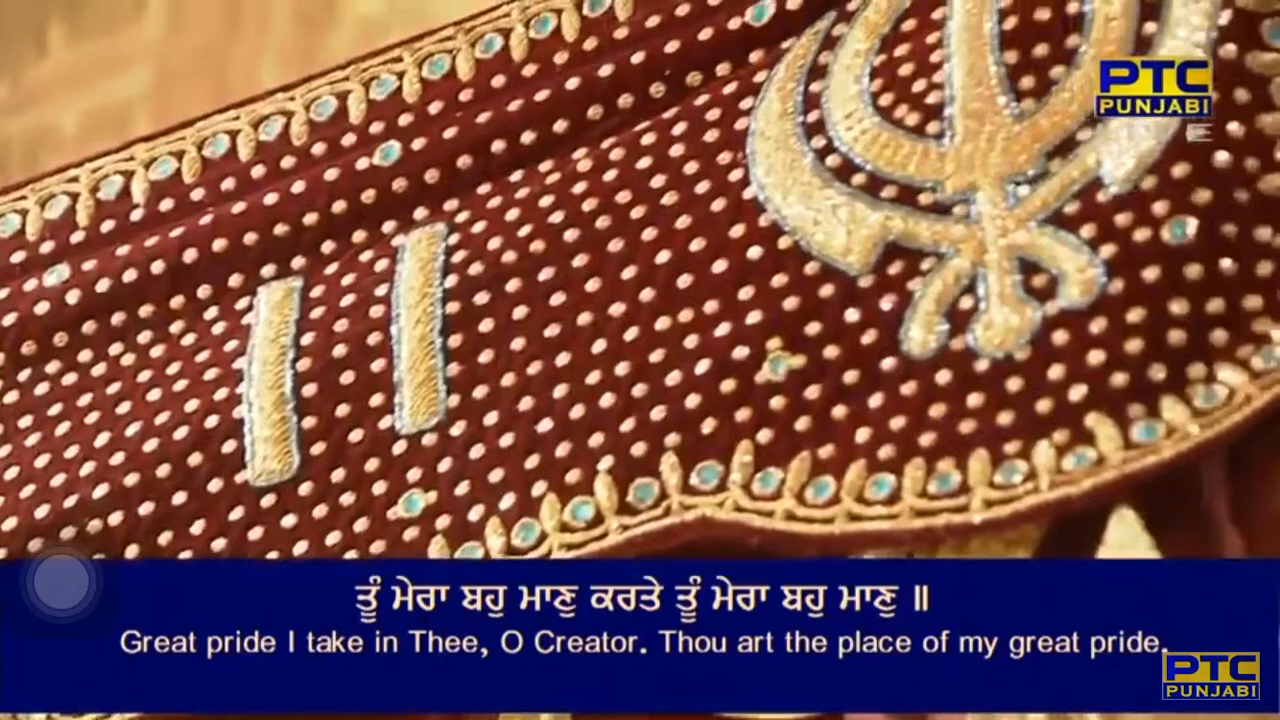 PTC
PUNJABI
ਤੂੰ ਮੇਰਾ ਬਹੁ ਮਾਣੁ ਕਰਤੇ ਤੂੰ ਮੇਰਾ ਬਹੁ ਮਾਣੁ ॥
Great pride I take in Thee, O Creator. Thou art the place of my great pride.
PTC
PUNJABI